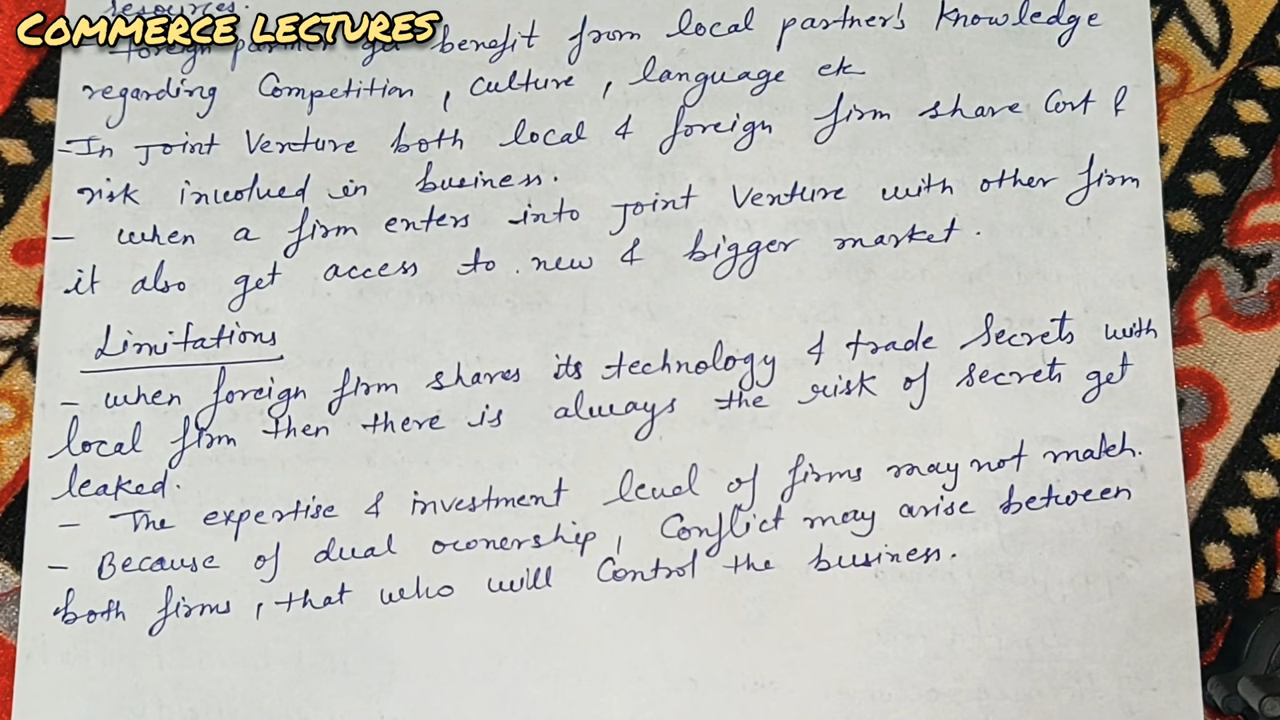 resources.
COMMERCE LECTURES
- foreign partner get benefit from local partner's knowledge
regarding Competition, Culture, language etc
- In Joint Venture both local & foreign firm share Cost &
risk involved in business.
- when a firm enters into Joint Venture with other firm
it also get access to new & bigger market.
Limitations
- when foreign firm shares its technology & trade Secrets with
local firm then there is always the risk of secrets get
leaked.
- The expertise & investment level of firms may not match.
- Because of dual ownership, Conflict may arise between
both firms, that who will Control the business.